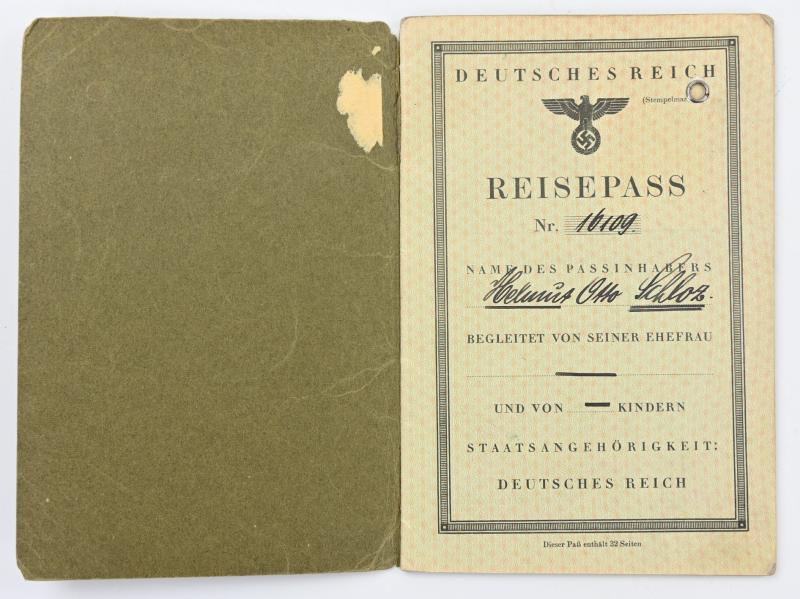 DEUTSCHES REICH
REISEPASS
Nr. 16109.
NAME DES PASSINHABERS
Helmut Otto Schloz.
BEGLEITET VON SEINER EHEFRAU
UND VON — KINDERN
STAATSANGEHÖRIGKEIT:
DEUTSCHES REICH
Dieser Paß enthält 32 Seiten